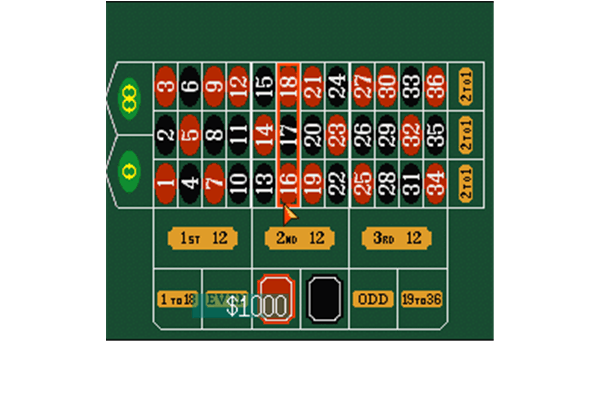 3 6 9 12 15 18 21 24 27 30 33 36 2TO1
00
2 5 8 11 14 17 20 23 26 29 32 35 2TO1
0
1 4 7 10 13 16 19 22 25 28 31 34 2TO1
1ST 12 2ND 12 3RD 12
1TO18 EVEN ODD 19TO36
$1000